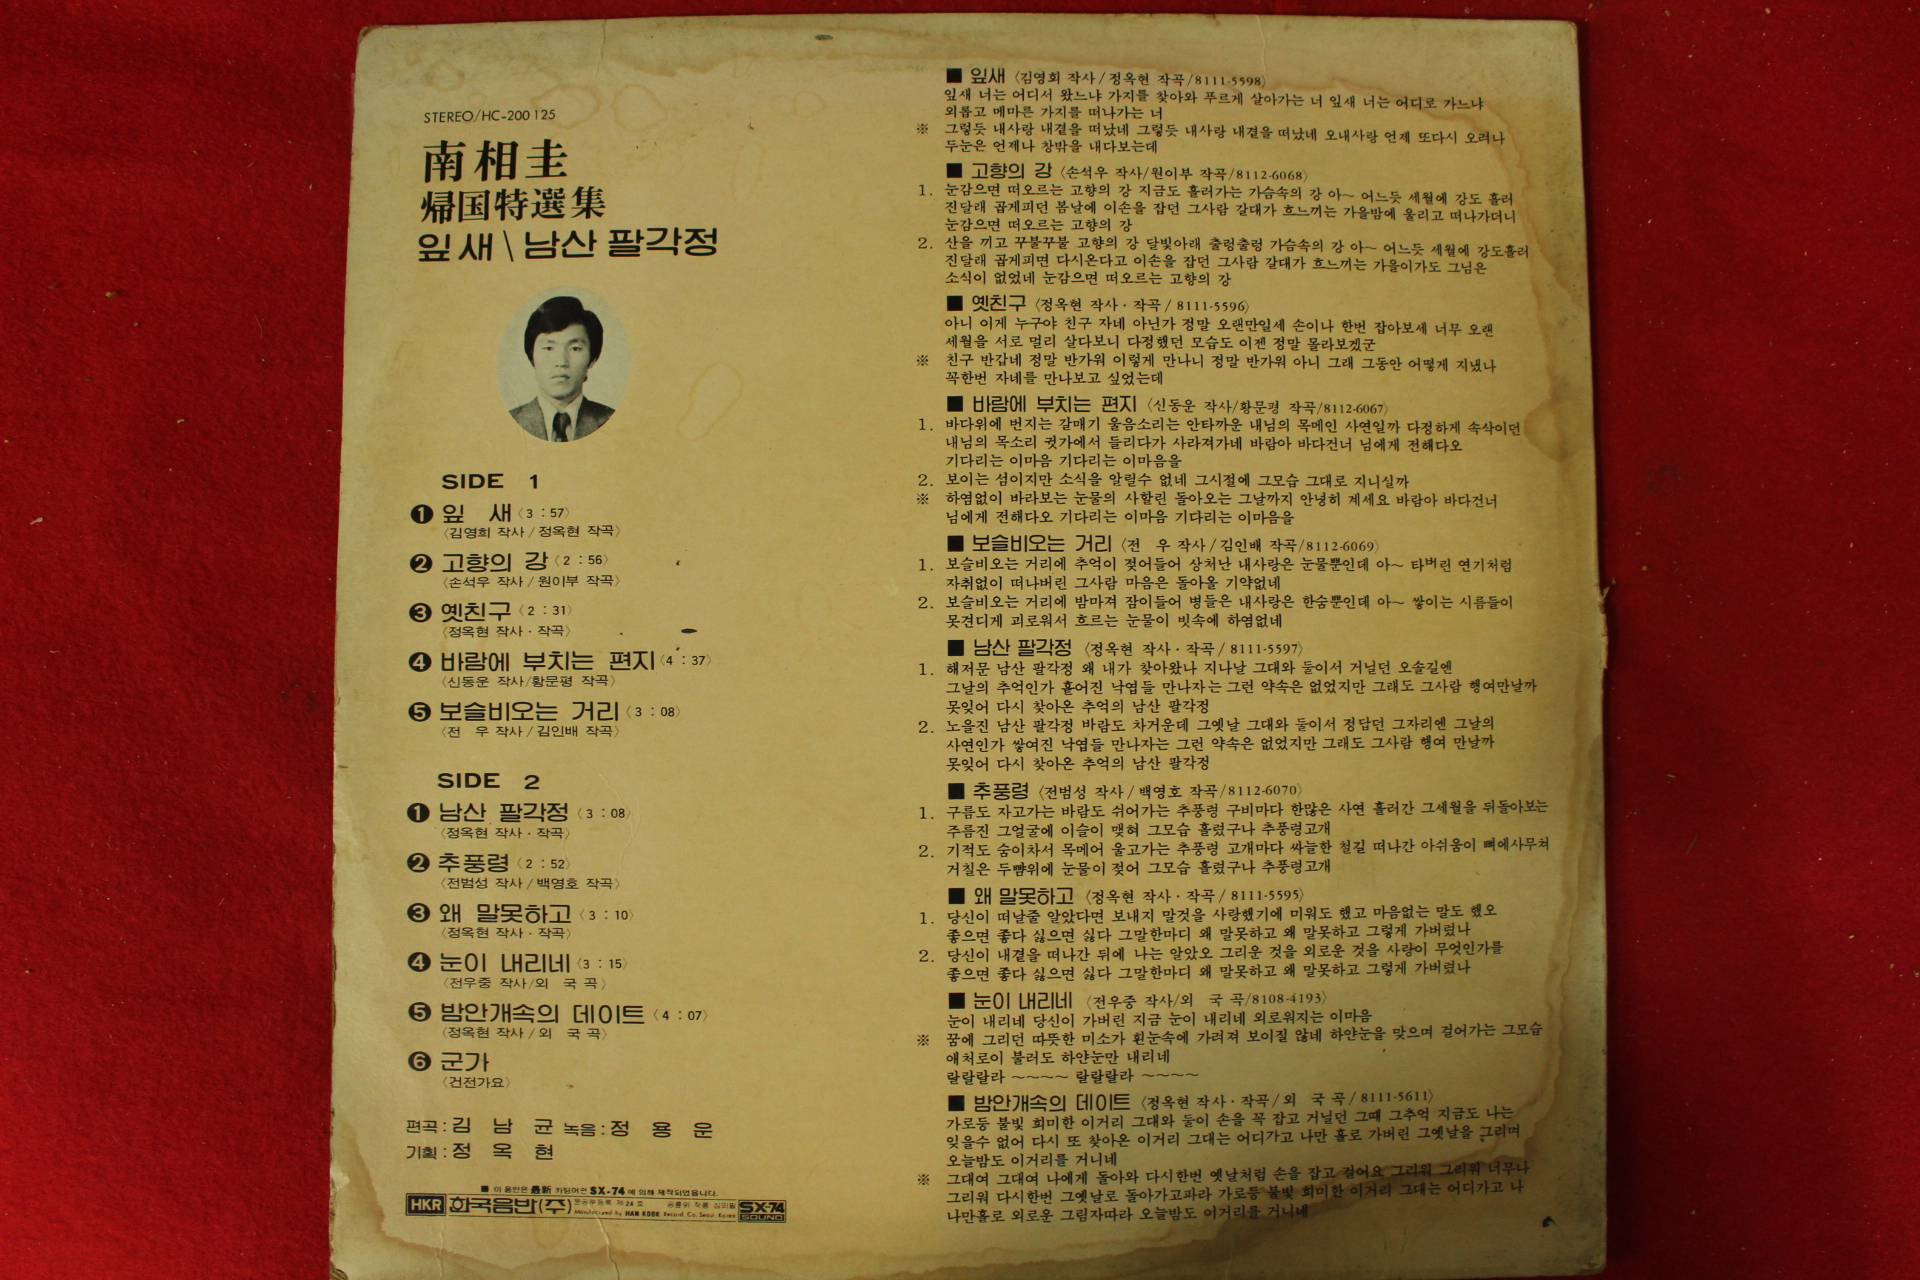 STEREO/HC-200125
南相圭
帰国特選集
잎새\남산 팔각정
SIDE 1
❶ 잎 새〈3:57〉
〈김영희 작사/정옥현 작곡〉
❷ 고향의 강〈2:56〉
〈손석우 작사/원이부 작곡〉
❸ 옛친구〈2:31〉
〈정옥현 작사·작곡〉
❹ 바람에 부치는 편지〈4:37〉
〈신동운 작사/황문평 작곡〉
❺ 보슬비오는 거리〈3:08〉
〈전 우 작사/김인배 작곡〉
SIDE 2
❶ 남산 팔각정〈3:08〉
〈정옥현 작사·작곡〉
❷ 추풍령〈2:52〉
〈전범성 작사/백영호 작곡〉
❸ 왜 말못하고〈3:10〉
〈정옥현 작사·작곡〉
❹ 눈이 내리네〈3:15〉
〈전우중 작사/외 국 곡〉
❺ 밤안개속의 데이트〈4:07〉
〈정옥현 작사/외 국 곡〉
❻ 군가
〈건전가요〉
편곡:김 남 균 녹음:정 용 운
기획:정 옥 현
■ 이 음반은 最新 카팅머신 SX-74에 의해 제작되었읍니다.
HKR 한국음반(주) 문공부등록 제24호
Manufactured by HAN KOOK Record Co. Seoul Korea
SX-74 SOUND
■ 잎새〈김영희 작사/정옥현 작곡/8111-5598〉
잎새 너는 어디서 왔느냐 가지를 찾아와 푸르게 살아가는 너 잎새 너는 어디로 가느냐
외롭고 메마른 가지를 떠나가는 너
※ 그렇듯 내사랑 내곁을 떠났네 그렇듯 내사랑 내곁을 떠났네 오내사랑 언제 또다시 오려나
두눈은 언제나 창밖을 내다보는데
■ 고향의 강〈손석우 작사/원이부 작곡/8112-6068〉
1. 눈감으면 떠오르는 고향의 강 지금도 흘러가는 가슴속의 강 아~ 어느듯 세월에 강도 흘러
진달래 곱게피던 봄날에 이손을 잡던 그사람 갈대가 흐느끼는 가을밤에 울리고 떠나가더니
눈감으면 떠오르는 고향의 강
2. 산을 끼고 꾸불꾸불 고향의 강 달빛아래 출렁출렁 가슴속의 강 아~ 어느듯 세월에 강도흘러
진달래 곱게피면 다시온다고 이손을 잡던 그사람 갈대가 흐느끼는 가을이가도 그님은
소식이 없었네 눈감으면 떠오르는 고향의 강
■ 옛친구〈정옥현 작사·작곡/8111-5596〉
아니 이게 누구야 친구 자네 아닌가 정말 오랜만일세 손이나 한번 잡아보세 너무 오랜
세월을 서로 멀리 살다보니 다정했던 모습도 이젠 정말 몰라보겠군
※ 친구 반갑네 정말 반가워 이렇게 만나니 정말 반가워 아니 그래 그동안 어떻게 지냈나
꼭한번 자네를 만나보고 싶었는데
■ 바람에 부치는 편지〈신동운 작사/황문평 작곡/8112-6067〉
1. 바다위에 번지는 갈매기 울음소리는 안타까운 내님의 목메인 사연일까 다정하게 속삭이던
내님의 목소리 귓가에서 들리다가 사라져가네 바람아 바다건너 님에게 전해다오
기다리는 이마음 기다리는 이마음을
2. 보이는 섬이지만 소식을 알릴수 없네 그시절에 그모습 그대로 지니실까
※ 하염없이 바라보는 눈물의 사할린 돌아오는 그날까지 안녕히 계세요 바람아 바다건너
님에게 전해다오 기다리는 이마음 기다리는 이마음을
■ 보슬비오는 거리〈전 우 작사/김인배 작곡/8112-6069〉
1. 보슬비오는 거리에 추억이 젖어들어 상처난 내사랑은 눈물뿐인데 아~ 타버린 연기처럼
자취없이 떠나버린 그사람 마음은 돌아올 기약없네
2. 보슬비오는 거리에 밤마져 잠이들어 병들은 내사랑은 한숨뿐인데 아~ 쌓이는 시름들이
못견디게 괴로워서 흐르는 눈물이 빗속에 하염없네
■ 남산 팔각정〈정옥현 작사·작곡/8111-5597〉
1. 해저문 남산 팔각정 왜 내가 찾아왔나 지나날 그대와 둘이서 거닐던 오솔길엔
그날의 추억인가 흩어진 낙엽들 만나자는 그런 약속은 없었지만 그래도 그사람 행여만날까
못잊어 다시 찾아온 추억의 남산 팔각정
2. 노을진 남산 팔각정 바람도 차거운데 그옛날 그대와 둘이서 정답던 그자리엔 그날의
사연인가 쌓여진 낙엽들 만나자는 그런 약속은 없었지만 그래도 그사람 행여 만날까
못잊어 다시 찾아온 추억의 남산 팔각정
■ 추풍령〈전범성 작사/백영호 작곡/8112-6070〉
1. 구름도 자고가는 바람도 쉬어가는 추풍령 구비마다 한많은 사연 흘러간 그세월을 뒤돌아보는
주름진 그얼굴에 이슬이 맺혀 그모습 흘렸구나 추풍령고개
2. 기적도 숨이차서 목메어 울고가는 추풍령 고개마다 싸늘한 철길 떠나간 아쉬움이 뼈에사무쳐
거칠은 두뺨위에 눈물이 젖어 그모습 흘렸구나 추풍령고개
■ 왜 말못하고〈정옥현 작사·작곡/8111-5595〉
1. 당신이 떠날줄 알았다면 보내지 말것을 사랑했기에 미워도 했고 마음없는 말도 했오
좋으면 좋다 싫으면 싫다 그말한마디 왜 말못하고 왜 말못하고 그렇게 가버렸나
2. 당신이 내곁을 떠나간 뒤에 나는 알았오 그리운 것을 외로운 것을 사랑이 무엇인가를
좋으면 좋다 싫으면 싫다 그말한마디 왜 말못하고 왜 말못하고 그렇게 가버렸나
■ 눈이 내리네〈전우중 작사/외 국 곡/8108-4193〉
눈이 내리네 당신이 가버린 지금 눈이 내리네 외로워지는 이마음
※ 꿈에 그리던 따뜻한 미소가 흰눈속에 가려져 보이질 않네 하얀눈을 맞으며 걸어가는 그모습
애처로이 불러도 하얀눈만 내리네
랄랄랄라 ~~~~ 랄랄랄라 ~~~~
■ 밤안개속의 데이트〈정옥현 작사·작곡/외 국 곡/8111-5611〉
가로등 불빛 희미한 이거리 그대와 둘이 손을 꼭 잡고 거닐던 그때 그추억 지금도 나는
잊을수 없어 다시 또 찾아온 이거리 그대는 어디가고 나만 홀로 가버린 그옛날을 그리며
오늘밤도 이거리를 거니네
※ 그대여 그대여 나에게 돌아와 다시한번 옛날처럼 손을 잡고 걸어요 그리워 그리워 너무나
그리워 다시한번 그옛날로 돌아가고파라 가로등 불빛 희미한 이거리 그대는 어디가고 나
나만홀로 외로운 그림자따라 오늘밤도 이거리를 거니네